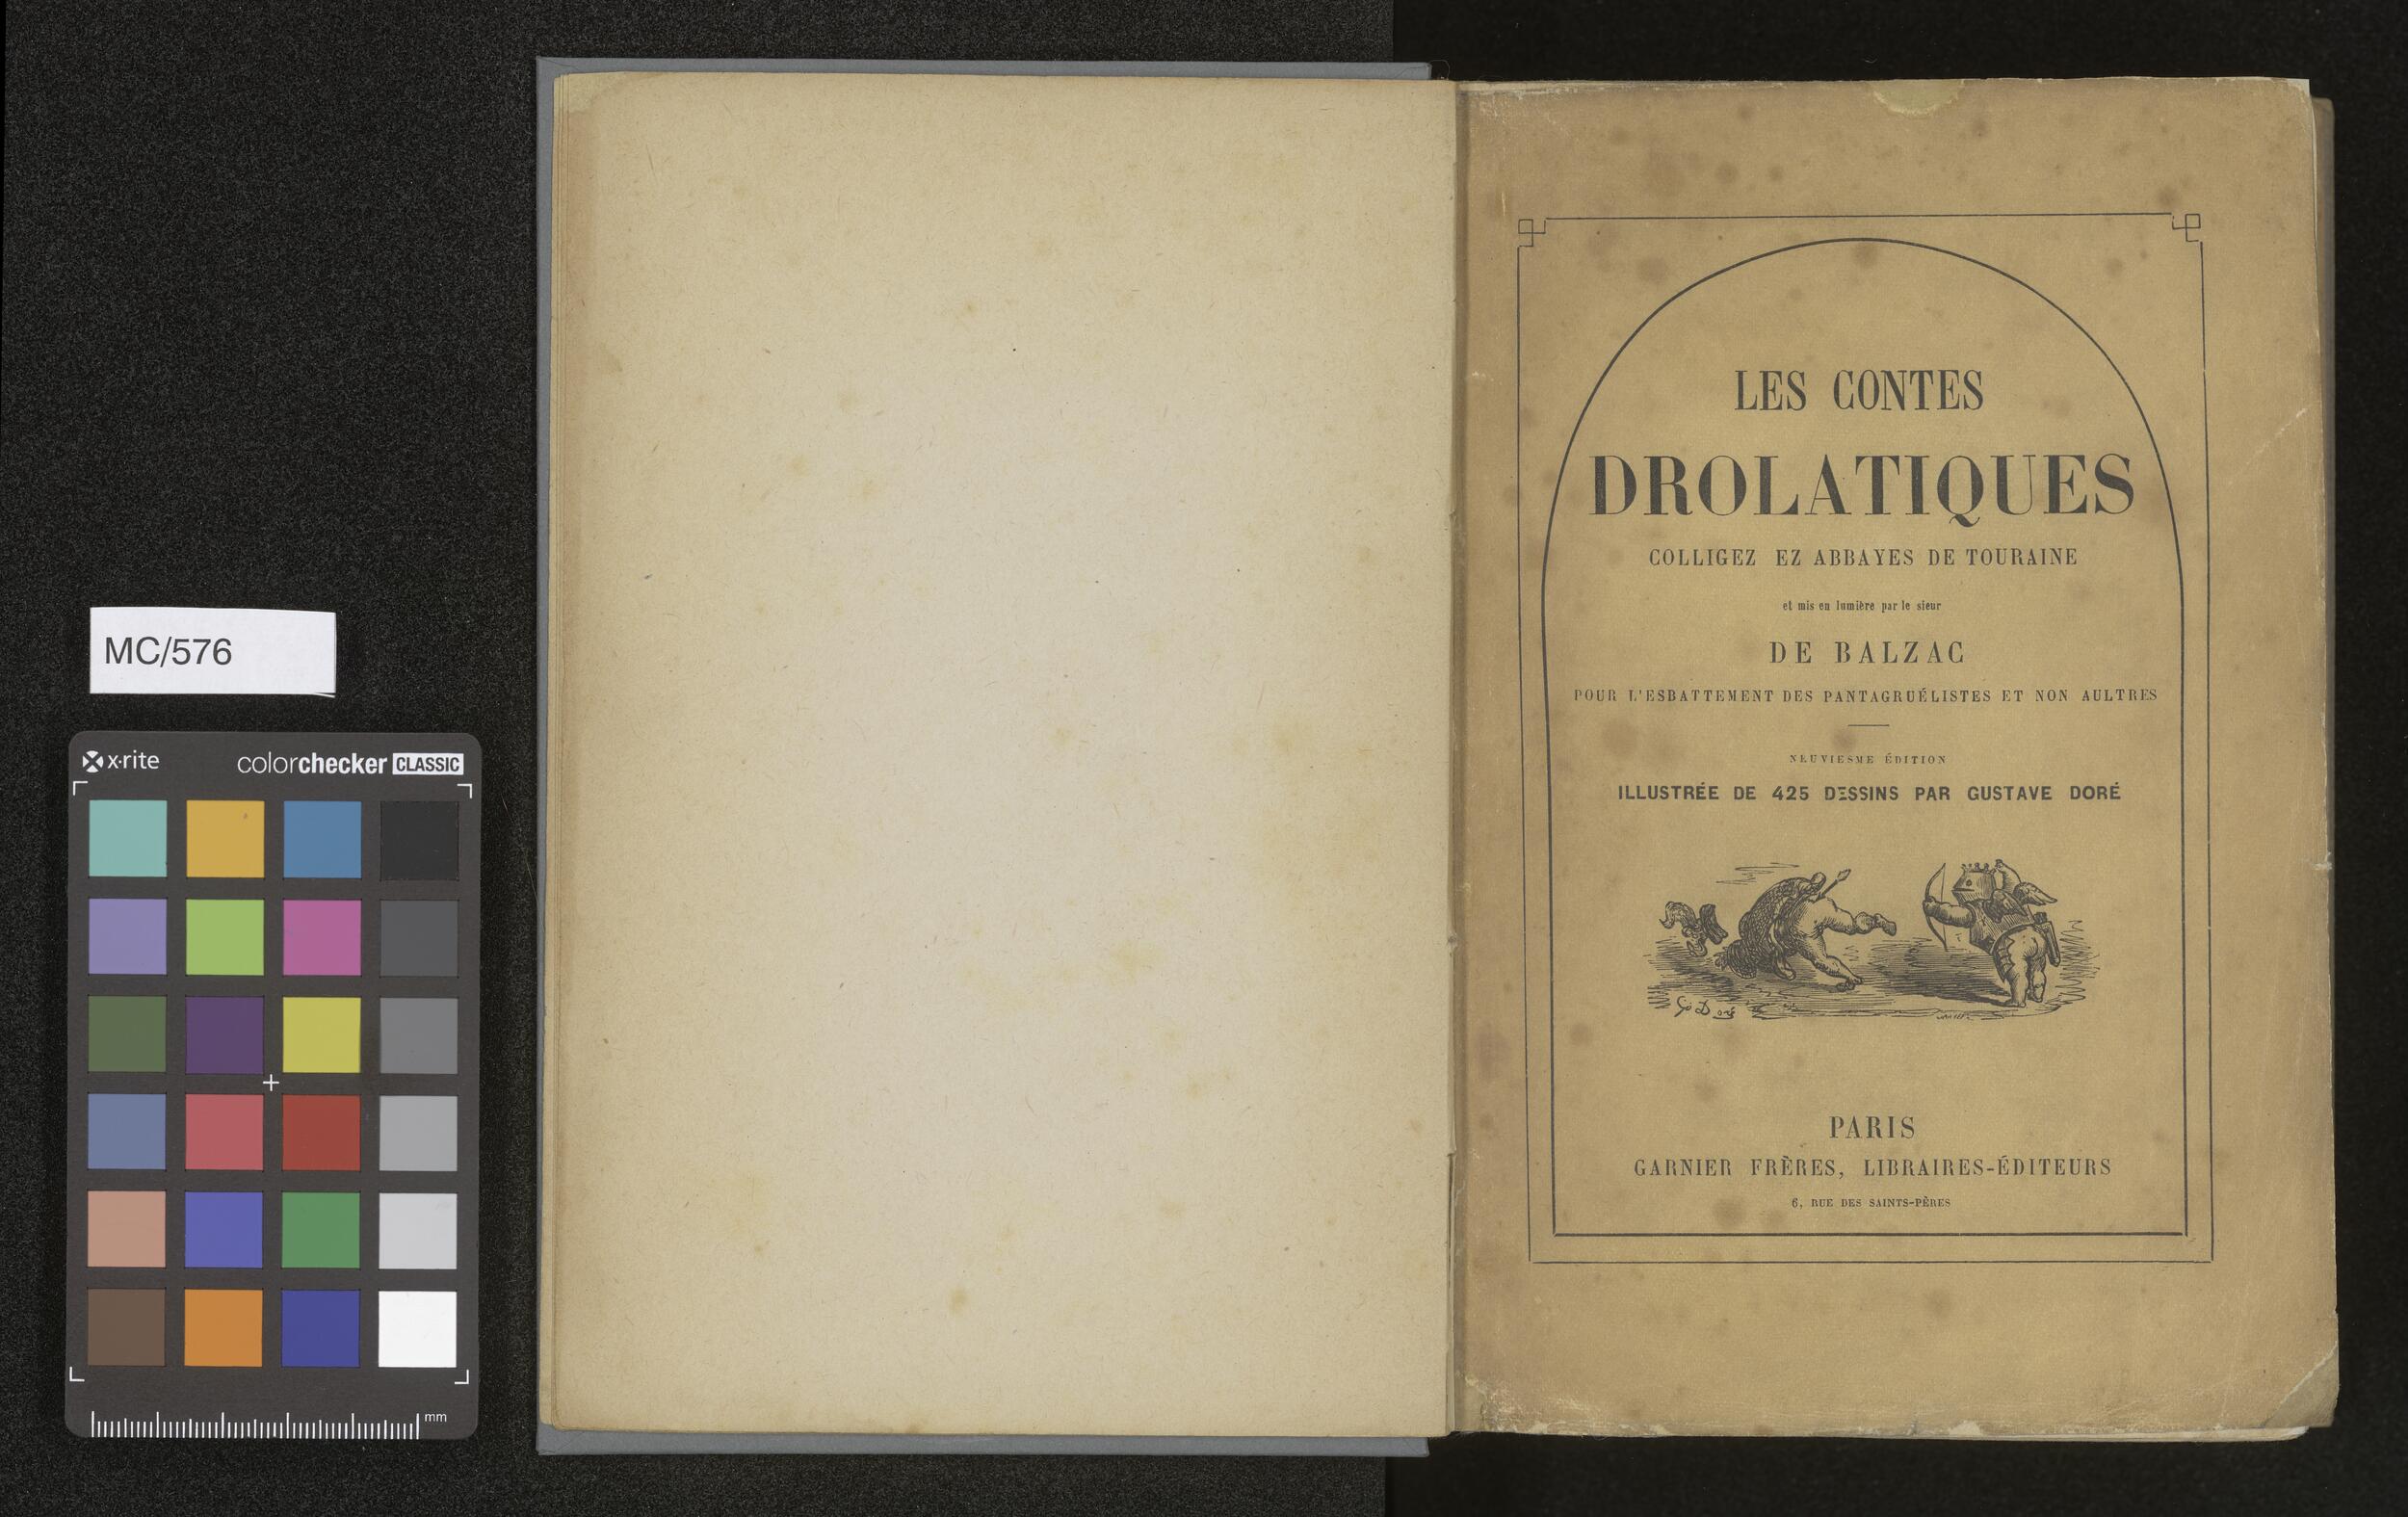 MC/576
x·rite
colorchecker CLASSIC
mm
LES CONTES
DROLATIQUES
COLLIGEZ EZ ABBAYES DE TOURAINE
et mis en lumière par le sieur
DE BALZAC
POUR L'ESBATTEMENT DES PANTAGRUÉLISTES ET NON AULTRES
NEUVIESME ÉDITION
ILLUSTRÉE DE 425 DESSINS PAR GUSTAVE DORÉ
G Doré
PARIS
GARNIER FRÈRES, LIBRAIRES-ÉDITEURS
6, RUE DES SAINTS-PÈRES